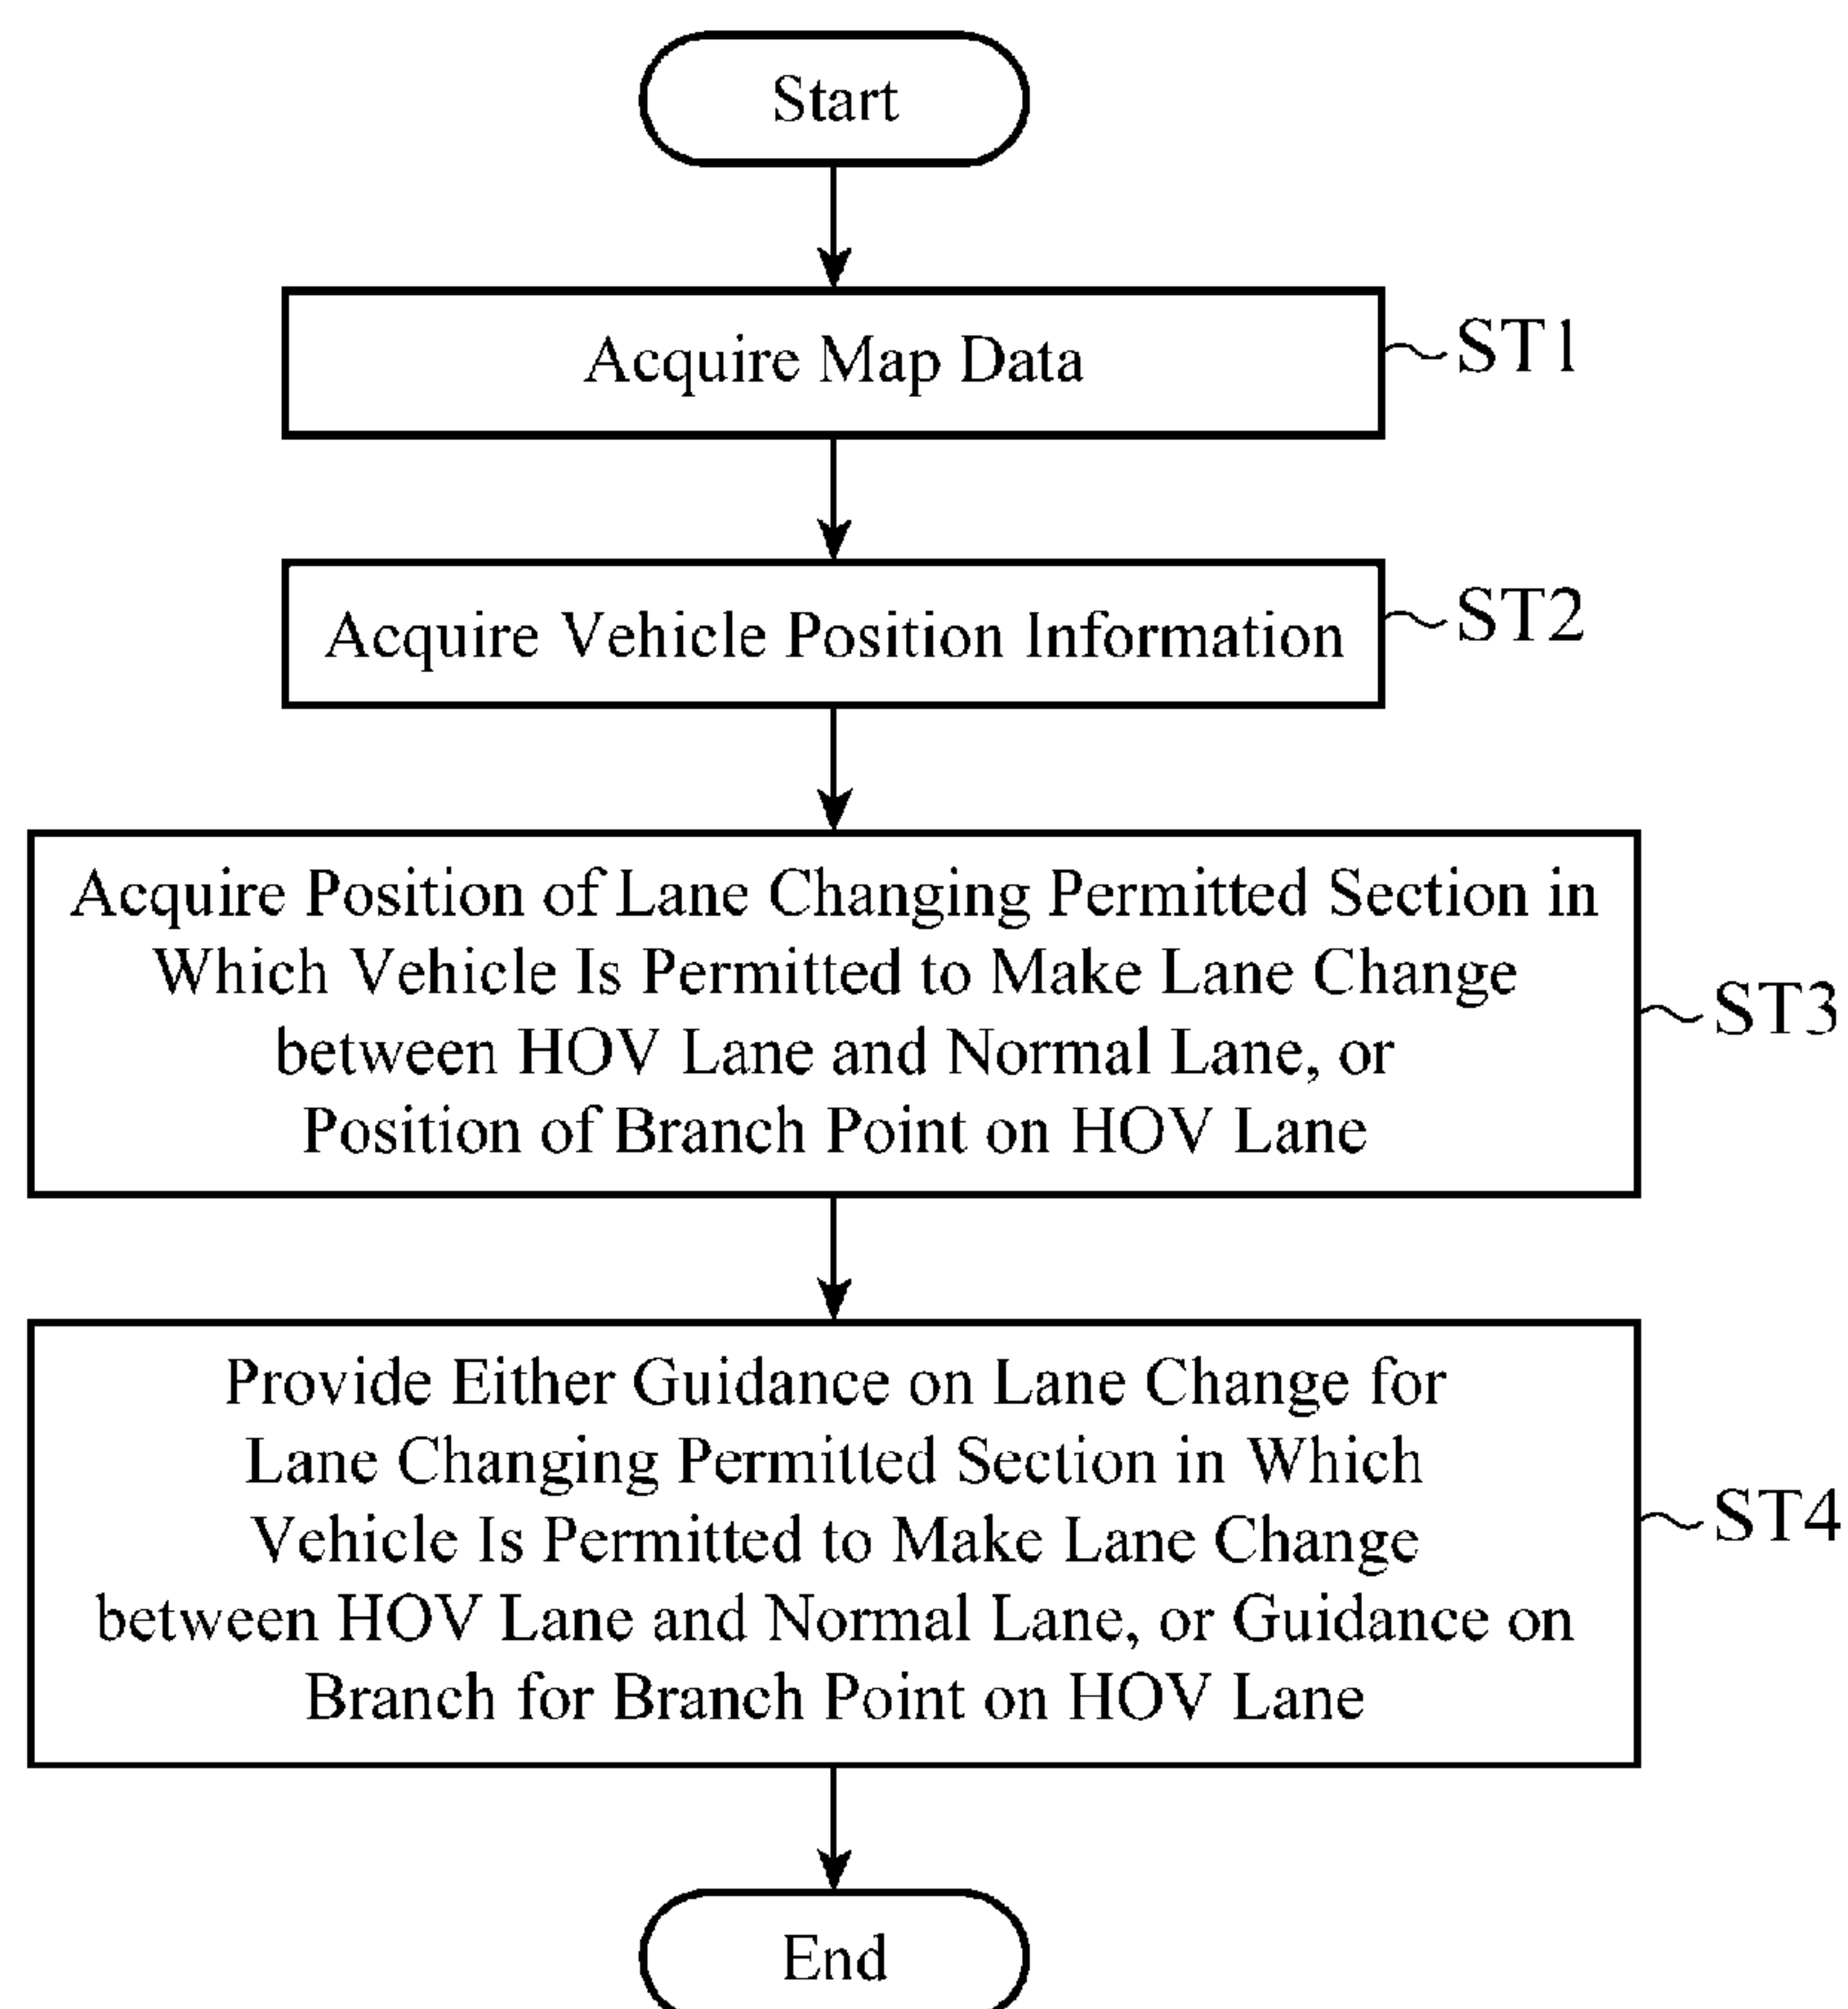 Start
Acquire Map Data
ST1
Acquire Vehicle Position Information
ST2
Acquire Position of Lane Changing Permitted Section in
Which Vehicle Is Permitted to Make Lane Change
between HOV Lane and Normal Lane, or
Position of Branch Point on HOV Lane
ST3
Provide Either Guidance on Lane Change for
Lane Changing Permitted Section in Which
Vehicle Is Permitted to Make Lane Change
between HOV Lane and Normal Lane, or Guidance on
Branch for Branch Point on HOV Lane
ST4
End